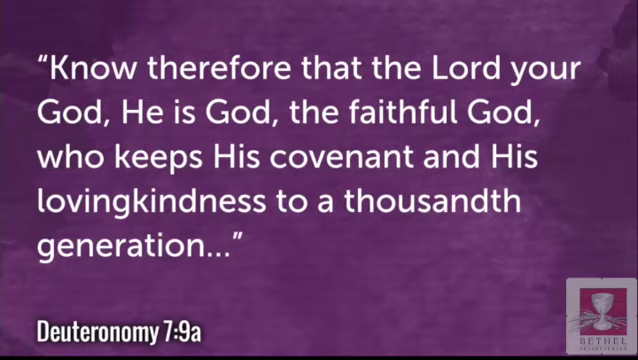 “Know therefore that the Lord your
God, He is God, the faithful God,
who keeps His covenant and His
lovingkindness to a thousandth
generation...”
Deuteronomy 7:9a
BETHEL
PRESBYTERIAN